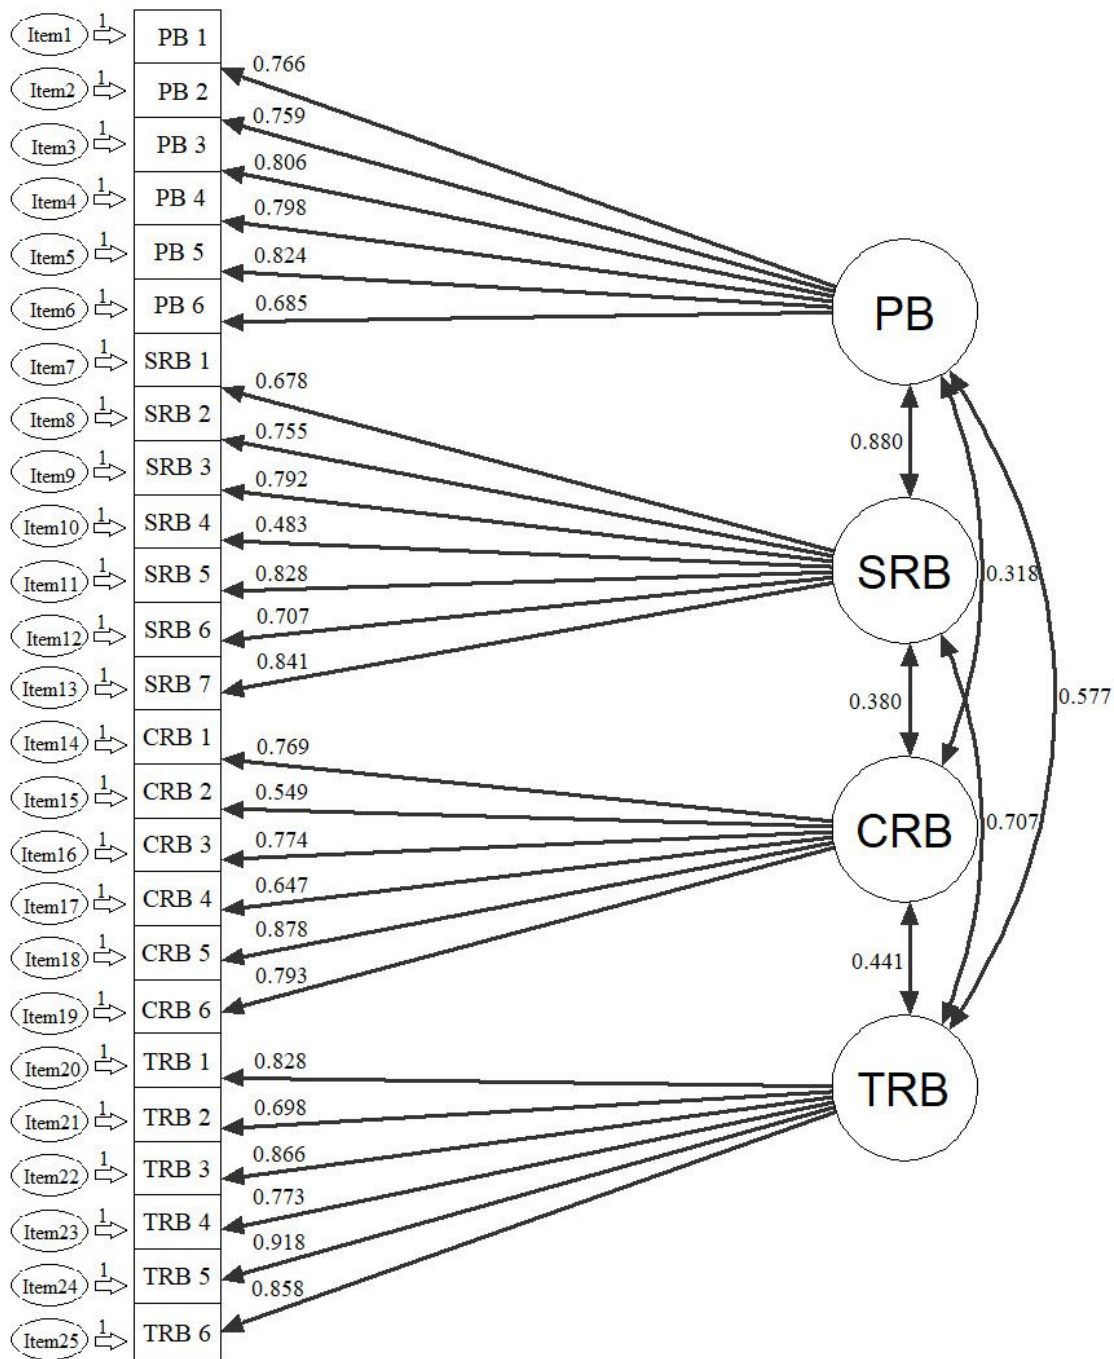 Item1 1 PB 1
0.766
Item2 1 PB 2
0.759
Item3 1 PB 3
0.806
Item4 1 PB 4
0.798
Item5 1 PB 5
0.824
Item6 1 PB 6
0.685
Item7 1 SRB 1
0.678
Item8 1 SRB 2
0.755
Item9 1 SRB 3
0.792
Item10 1 SRB 4
0.483
Item11 1 SRB 5
0.828
Item12 1 SRB 6
0.707
Item13 1 SRB 7
0.841
Item14 1 CRB 1
0.769
Item15 1 CRB 2
0.549
Item16 1 CRB 3
0.774
Item17 1 CRB 4
0.647
Item18 1 CRB 5
0.878
Item19 1 CRB 6
0.793
Item20 1 TRB 1
0.828
Item21 1 TRB 2
0.698
Item22 1 TRB 3
0.866
Item23 1 TRB 4
0.773
Item24 1 TRB 5
0.918
Item25 1 TRB 6
0.858
PB
0.880
SRB
0.318
0.380
0.577
CRB
0.707
0.441
TRB